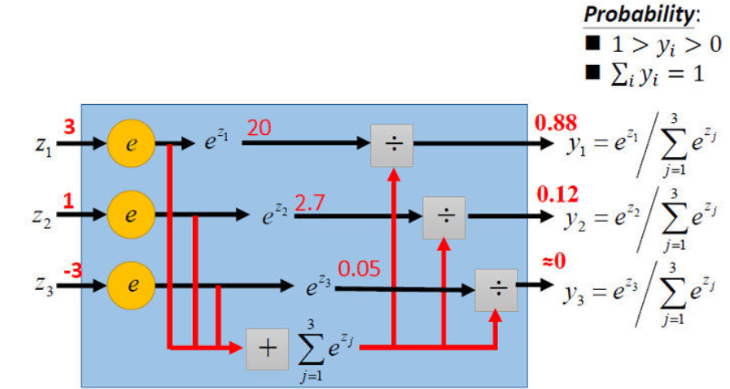 Probability:
■ 1 > y_i > 0
■ ∑_i y_i = 1
z_1 3 e e^{z_1} 20 ÷ 0.88 y_1 = e^{z_1} / ∑_{j=1}^{3} e^{z_j}
z_2 1 e e^{z_2} 2.7 ÷ 0.12 y_2 = e^{z_2} / ∑_{j=1}^{3} e^{z_j}
z_3 -3 e e^{z_3} 0.05 ÷ ≈0 y_3 = e^{z_3} / ∑_{j=1}^{3} e^{z_j}
+ ∑_{j=1}^{3} e^{z_j}